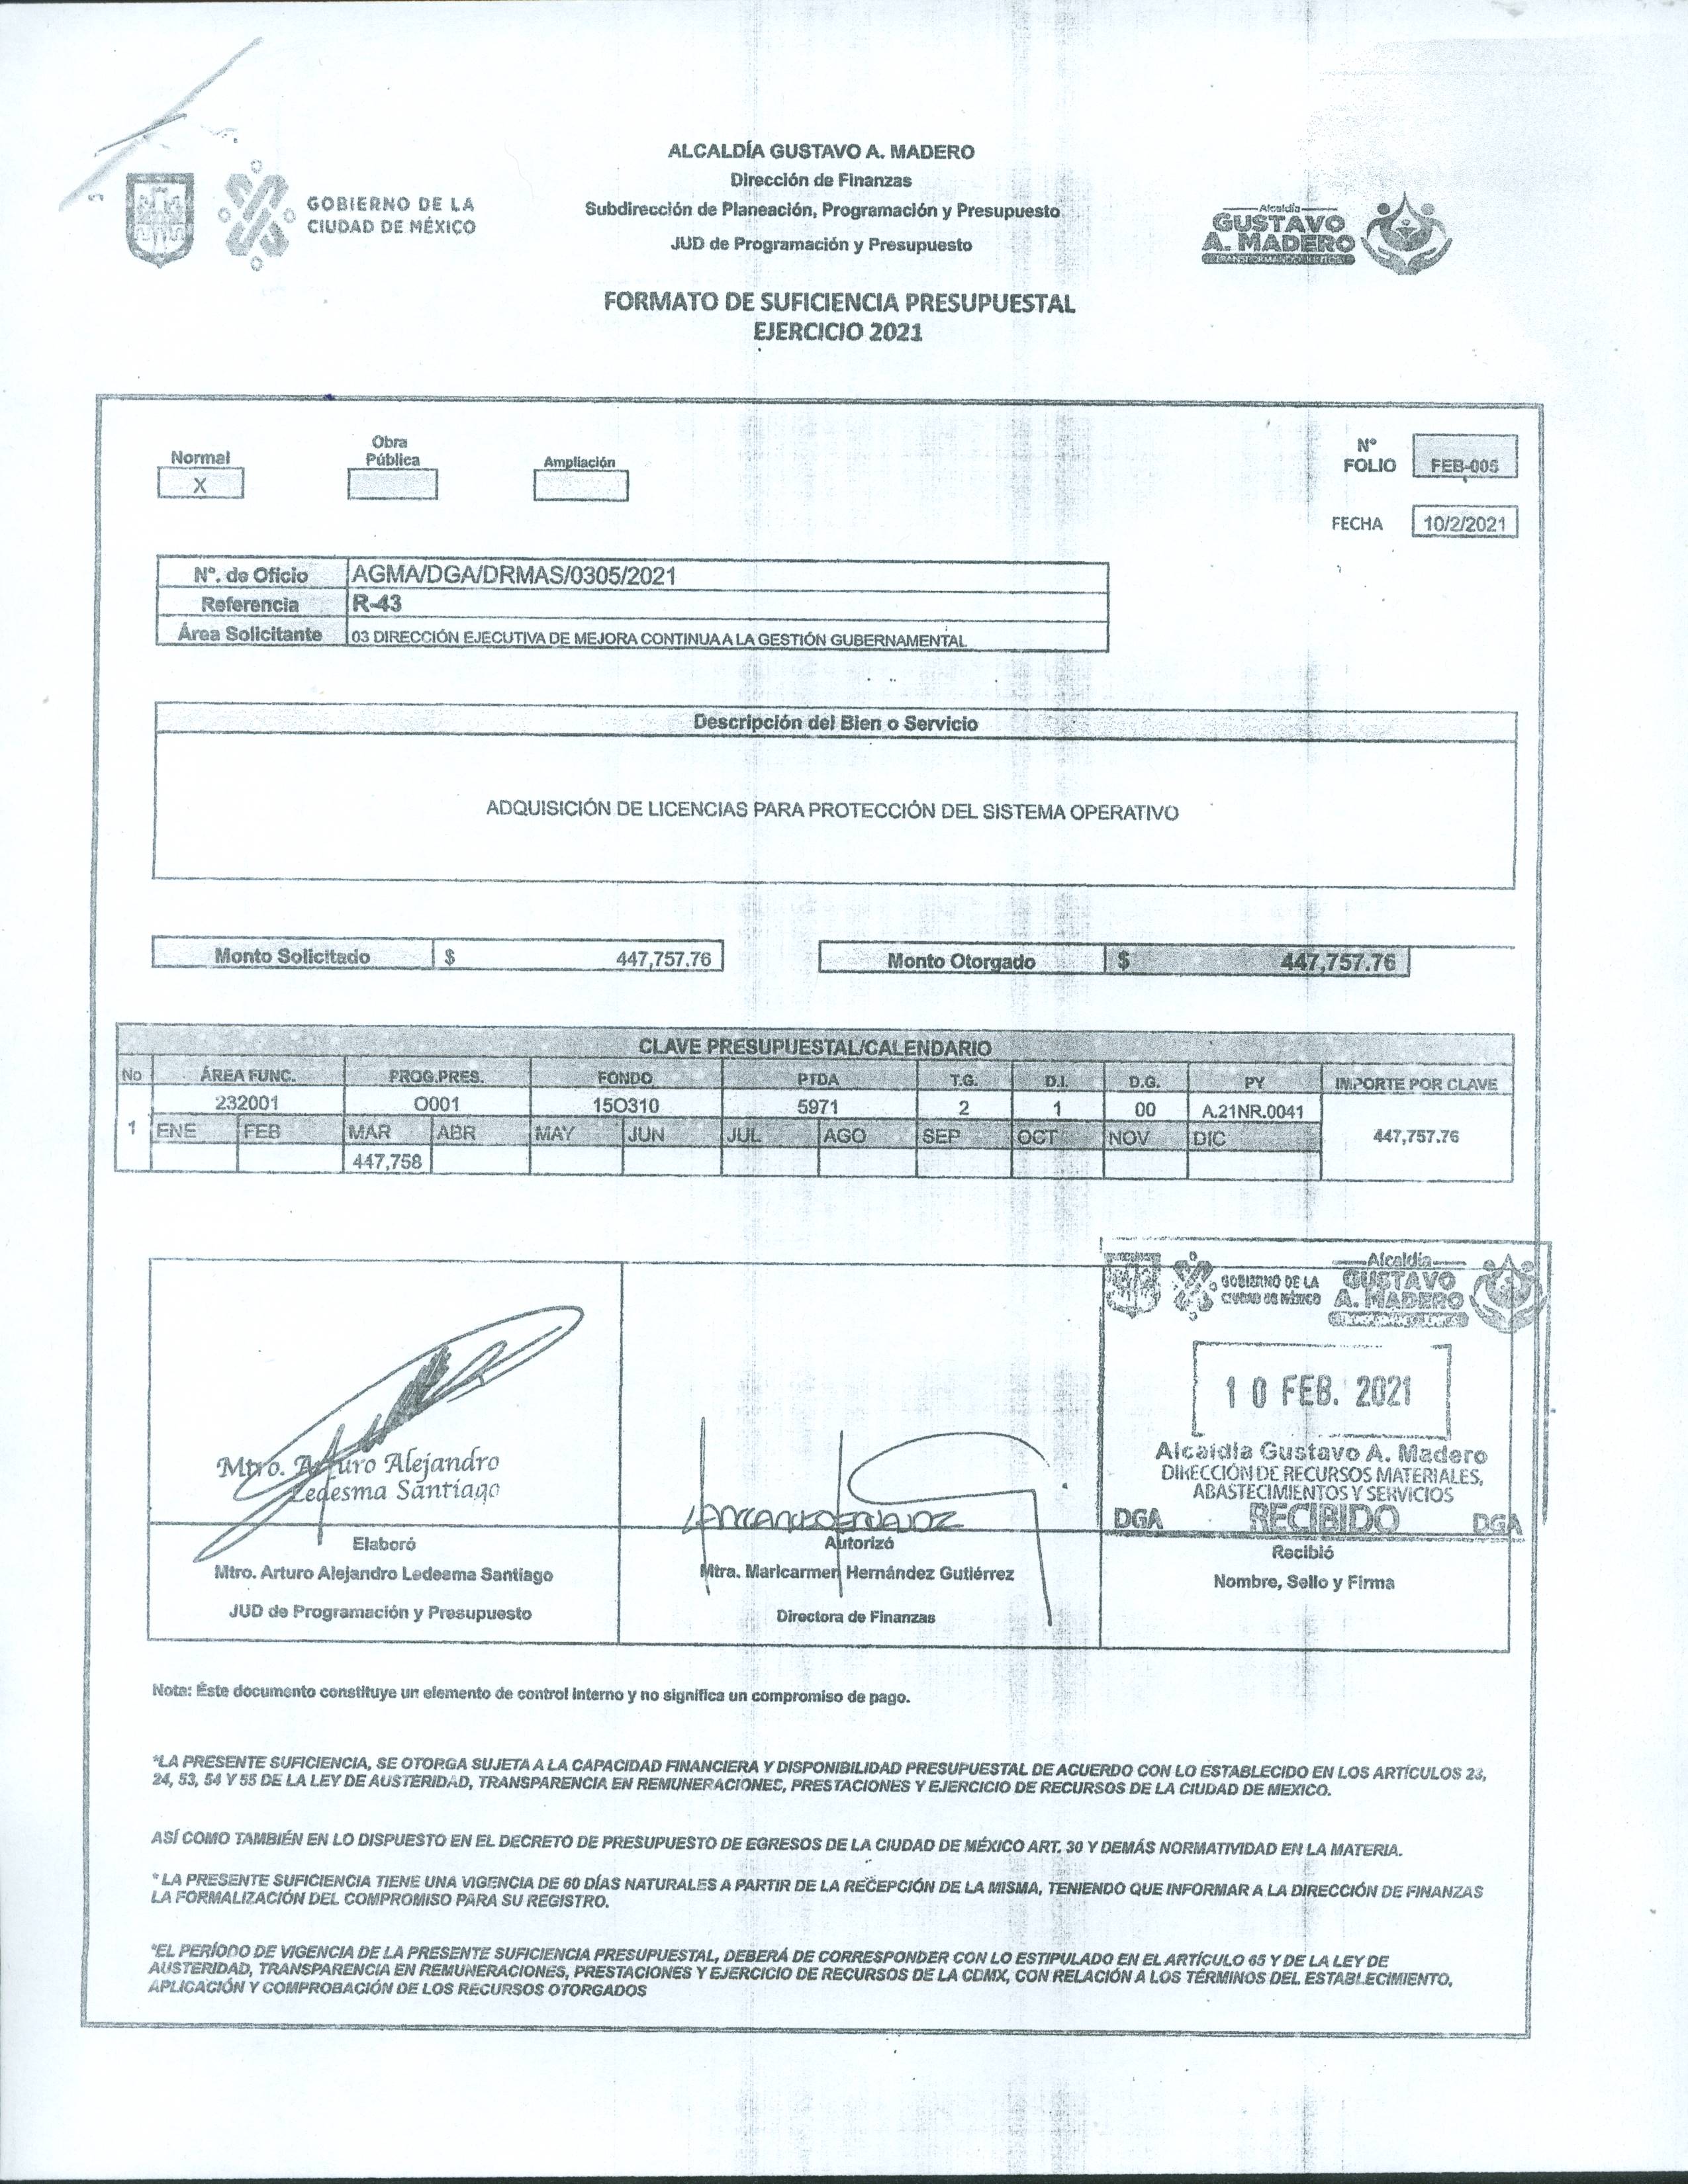 ALCALDÍA GUSTAVO A. MADERO
Dirección de Finanzas
Subdirección de Planeación, Programación y Presupuesto
JUD de Programación y Presupuesto
GOBIERNO DE LA
CIUDAD DE MÉXICO
Alcaldía
GUSTAVO
A. MADERO
TRANSFORMANDO JUNTOS
FORMATO DE SUFICIENCIA PRESUPUESTAL
EJERCICIO 2021
Normal
X
Obra
Pública
Ampliación
N°
FOLIO
FEB-005
FECHA 10/2/2021
N°. de Oficio AGMA/DGA/DRMAS/0305/2021
Referencia R-43
Área Solicitante 03 DIRECCIÓN EJECUTIVA DE MEJORA CONTINUA A LA GESTIÓN GUBERNAMENTAL
Descripción del Bien o Servicio
ADQUISICIÓN DE LICENCIAS PARA PROTECCIÓN DEL SISTEMA OPERATIVO
Monto Solicitado $ 447,757.76
Monto Otorgado $ 447,757.76
CLAVE PRESUPUESTAL/CALENDARIO
No ÁREA FUNC. PROG.PRES. FONDO PTDA T.G. D.I. D.G. PY IMPORTE POR CLAVE
1 232001 O001 15O310 5971 2 1 00 A.21NR.0041 447,757.76
ENE FEB MAR ABR MAY JUN JUL AGO SEP OCT NOV DIC
447,758
GOBIERNO DE LA
CIUDAD DE MÉXICO
Alcaldía
GUSTAVO
A. MADERO
10 FEB. 2021
Alcaldía Gustavo A. Madero
DIRECCIÓN DE RECURSOS MATERIALES,
ABASTECIMIENTOS Y SERVICIOS
DGA RECIBIDO DGA
Mtro. Arturo Alejandro
Ledesma Santiago
Elaboró
Mtro. Arturo Alejandro Ledesma Santiago
JUD de Programación y Presupuesto
Autorizó
Mtra. Maricarmen Hernández Gutiérrez
Directora de Finanzas
Recibió
Nombre, Sello y Firma
Nota: Éste documento constituye un elemento de control interno y no significa un compromiso de pago.
*LA PRESENTE SUFICIENCIA, SE OTORGA SUJETA A LA CAPACIDAD FINANCIERA Y DISPONIBILIDAD PRESUPUESTAL DE ACUERDO CON LO ESTABLECIDO EN LOS ARTÍCULOS 23,
24, 53, 54 Y 55 DE LA LEY DE AUSTERIDAD, TRANSPARENCIA EN REMUNERACIONES, PRESTACIONES Y EJERCICIO DE RECURSOS DE LA CIUDAD DE MEXICO.
ASÍ COMO TAMBIÉN EN LO DISPUESTO EN EL DECRETO DE PRESUPUESTO DE EGRESOS DE LA CIUDAD DE MÉXICO ART. 30 Y DEMÁS NORMATIVIDAD EN LA MATERIA.
* LA PRESENTE SUFICIENCIA TIENE UNA VIGENCIA DE 60 DÍAS NATURALES A PARTIR DE LA RECEPCIÓN DE LA MISMA, TENIENDO QUE INFORMAR A LA DIRECCIÓN DE FINANZAS
LA FORMALIZACIÓN DEL COMPROMISO PARA SU REGISTRO.
*EL PERÍODO DE VIGENCIA DE LA PRESENTE SUFICIENCIA PRESUPUESTAL, DEBERÁ DE CORRESPONDER CON LO ESTIPULADO EN EL ARTÍCULO 65 Y DE LA LEY DE
AUSTERIDAD, TRANSPARENCIA EN REMUNERACIONES, PRESTACIONES Y EJERCICIO DE RECURSOS DE LA CDMX, CON RELACIÓN A LOS TÉRMINOS DEL ESTABLECIMIENTO,
APLICACIÓN Y COMPROBACIÓN DE LOS RECURSOS OTORGADOS